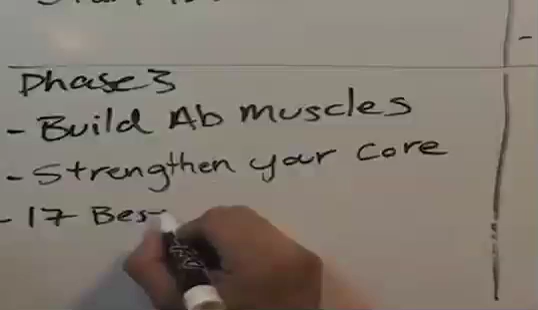 Phase 3
- Build Ab muscles
- Strengthen your core
- 17 Bes